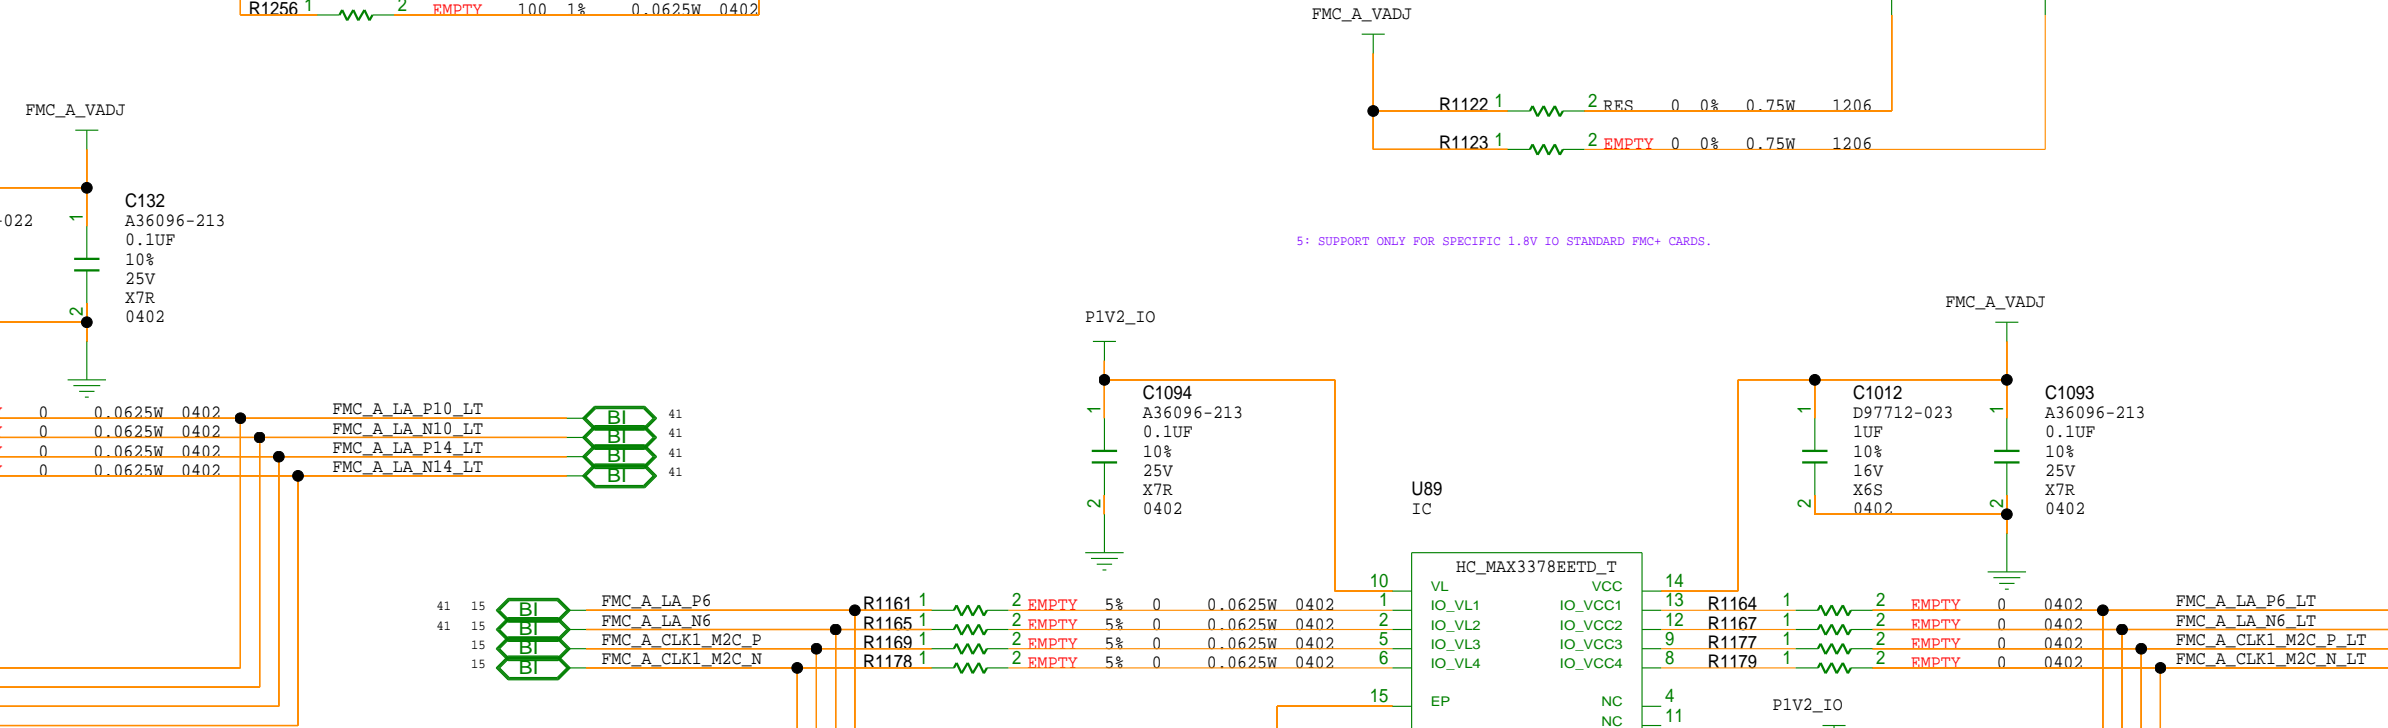 R1256 1 2 EMPTY 100 1% 0.0625W 0402
FMC_A_VADJ
R1122 1 2 RES 0 0% 0.75W 1206
R1123 1 2 EMPTY 0 0% 0.75W 1206
FMC_A_VADJ
-022
1
C132
A36096-213
0.1UF
10%
25V
X7R
0402
2
5: SUPPORT ONLY FOR SPECIFIC 1.8V IO STANDARD FMC+ CARDS.
0 0.0625W 0402 FMC_A_LA_P10_LT BI 41
0 0.0625W 0402 FMC_A_LA_N10_LT BI 41
0 0.0625W 0402 FMC_A_LA_P14_LT BI 41
0 0.0625W 0402 FMC_A_LA_N14_LT BI 41
P1V2_IO
1
C1094
A36096-213
0.1UF
10%
25V
X7R
0402
2
FMC_A_VADJ
1
C1012
D97712-023
1UF
10%
16V
X6S
0402
2
1
C1093
A36096-213
0.1UF
10%
25V
X7R
0402
2
U89
IC
HC_MAX3378EETD_T
10 VL VCC 14
41 15 BI FMC_A_LA_P6 R1161 1 2 EMPTY 5% 0 0.0625W 0402 1 IO_VL1 IO_VCC1 13 R1164 1 2 EMPTY 0 0402 FMC_A_LA_P6_LT
41 15 BI FMC_A_LA_N6 R1165 1 2 EMPTY 5% 0 0.0625W 0402 2 IO_VL2 IO_VCC2 12 R1167 1 2 EMPTY 0 0402 FMC_A_LA_N6_LT
15 BI FMC_A_CLK1_M2C_P R1169 1 2 EMPTY 5% 0 0.0625W 0402 5 IO_VL3 IO_VCC3 9 R1177 1 2 EMPTY 0 0402 FMC_A_CLK1_M2C_P_LT
15 BI FMC_A_CLK1_M2C_N R1178 1 2 EMPTY 5% 0 0.0625W 0402 6 IO_VL4 IO_VCC4 8 R1179 1 2 EMPTY 0 0402 FMC_A_CLK1_M2C_N_LT
15 EP NC 4
NC 11
P1V2_IO